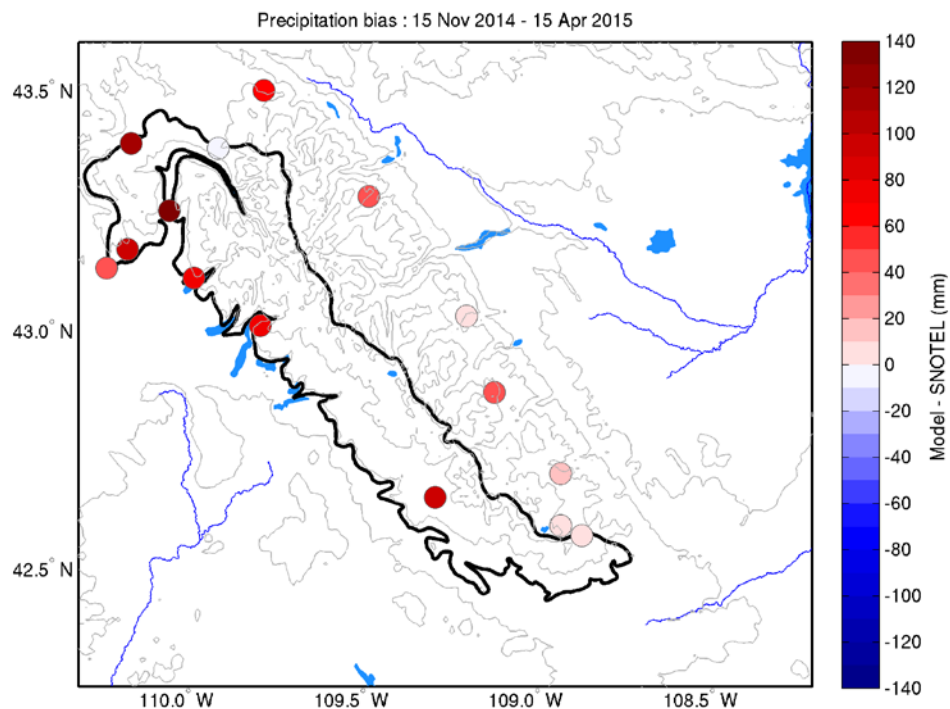 Precipitation bias : 15 Nov 2014 - 15 Apr 2015
43.5° N
43.0° N
42.5° N
110.0° W
109.5° W
109.0° W
108.5° W
140
120
100
80
60
40
20
0
-20
-40
-60
-80
-100
-120
-140
Model - SNOTEL (mm)